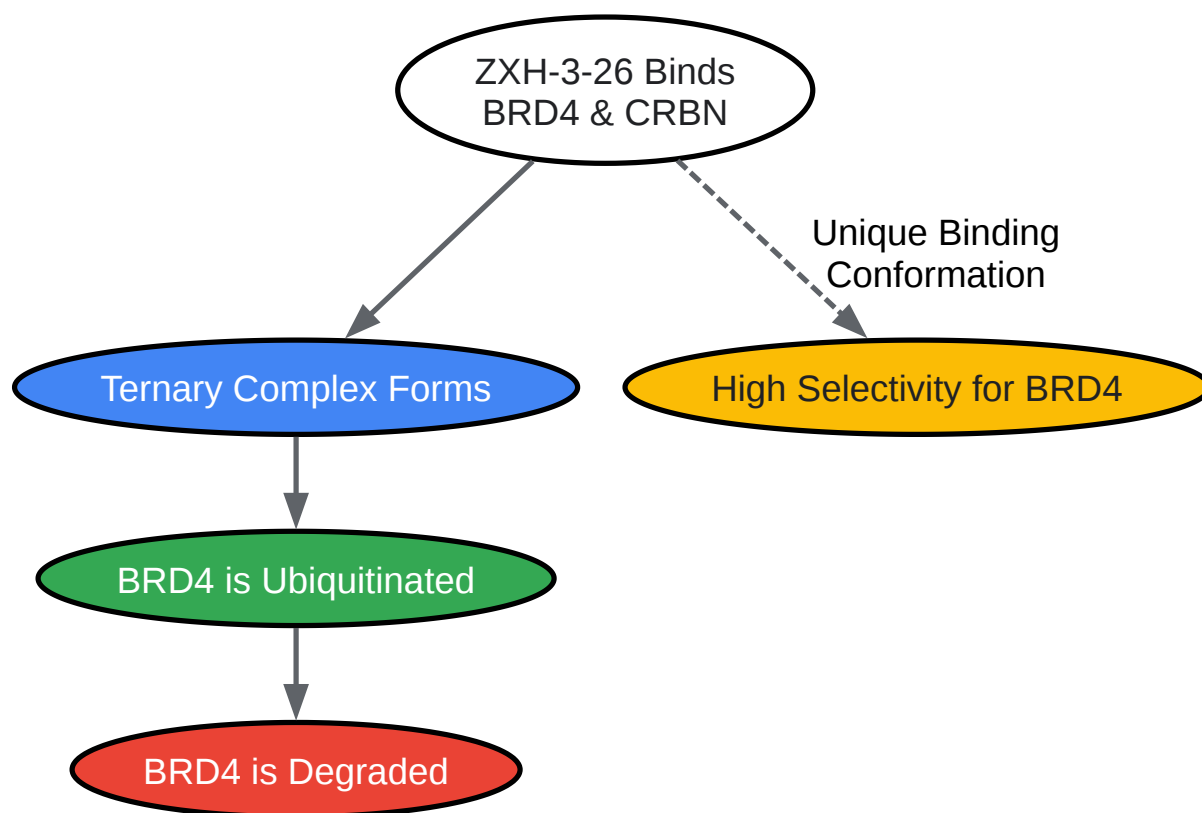 ZXH-3-26 Binds
BRD4 & CRBN
Unique Binding
Conformation
Ternary Complex Forms
High Selectivity for BRD4
BRD4 is Ubiquitinated
BRD4 is Degraded